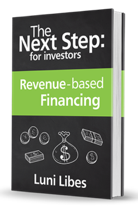 The
Next Step:
for investors
Revenue-based
Financing
Luni Libes